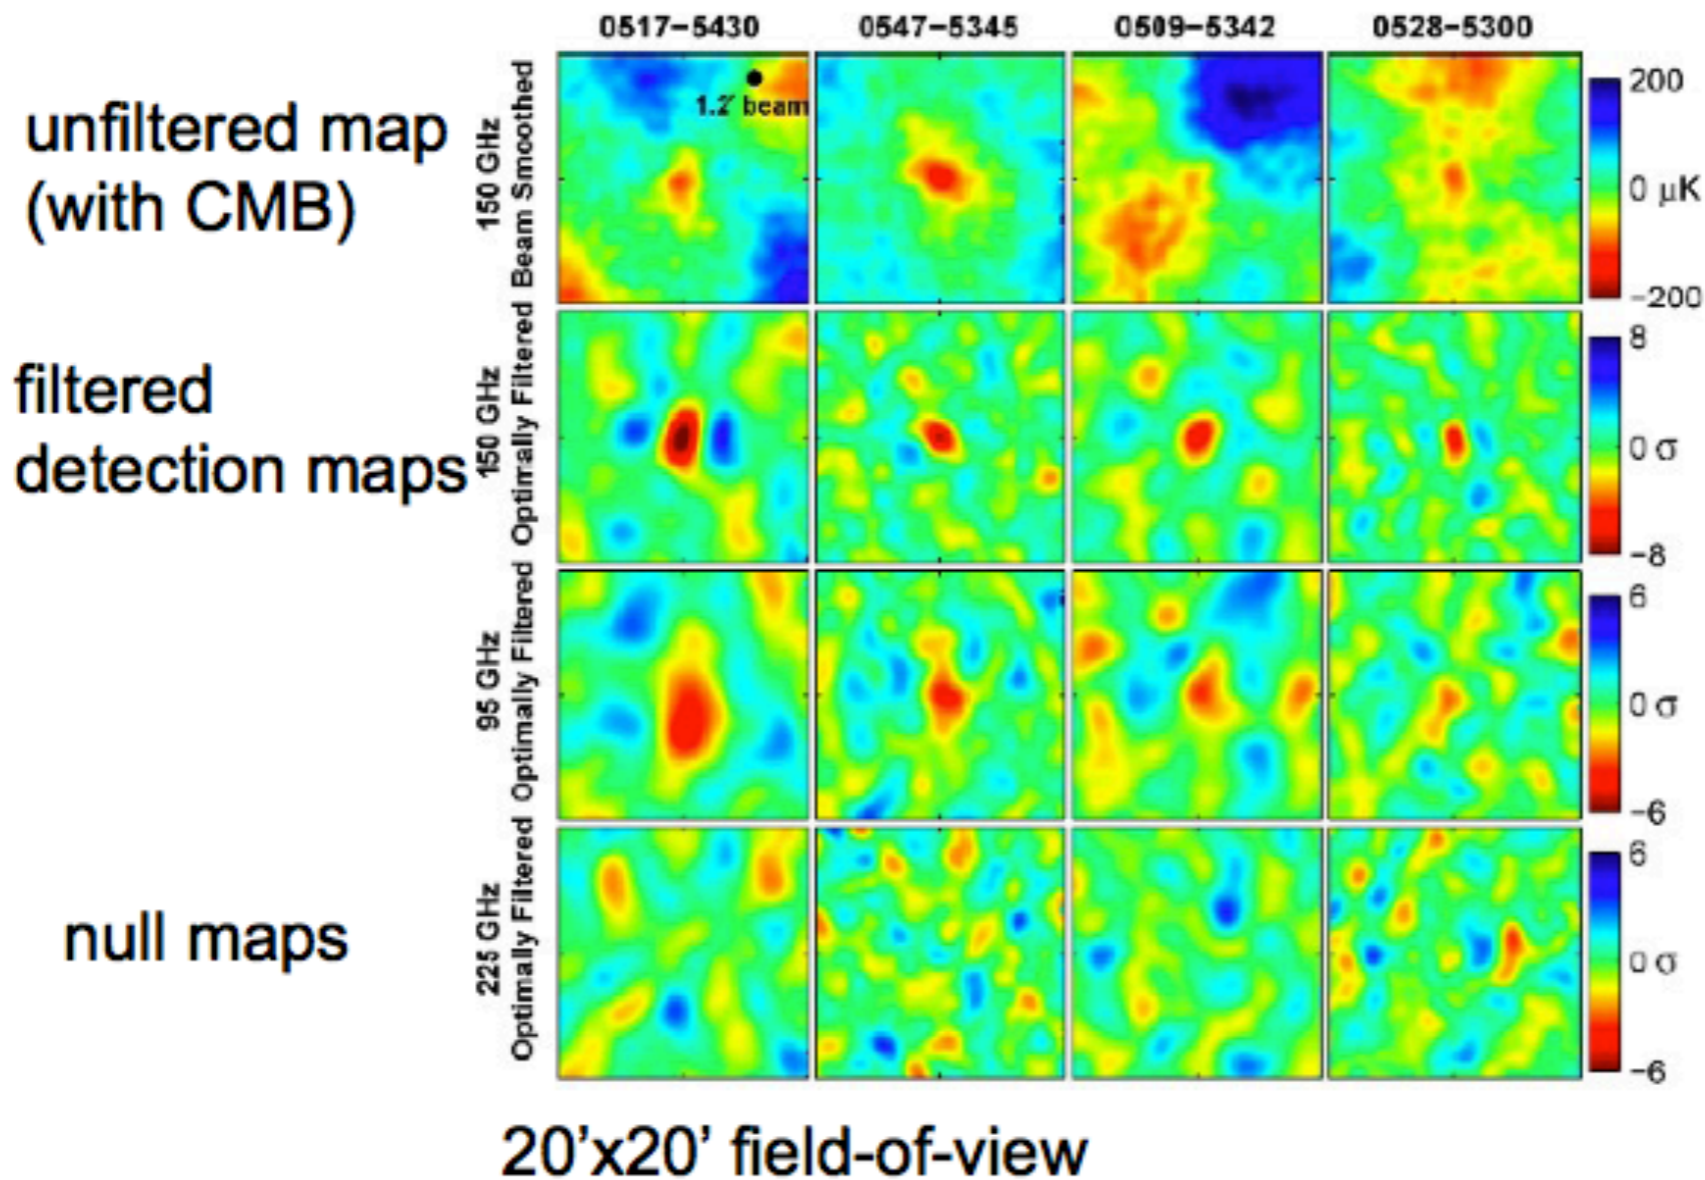 0517-5430 0547-5345 0509-5342 0528-5300
unfiltered map
(with CMB)
150 GHz
Beam Smoothed
1.2' beam
200
0 μK
-200
filtered
detection maps
150 GHz
Optimally Filtered
8
0 σ
-8
95 GHz
Optimally Filtered
6
0 σ
-6
null maps
225 GHz
Optimally Filtered
6
0 σ
-6
20’x20’ field-of-view